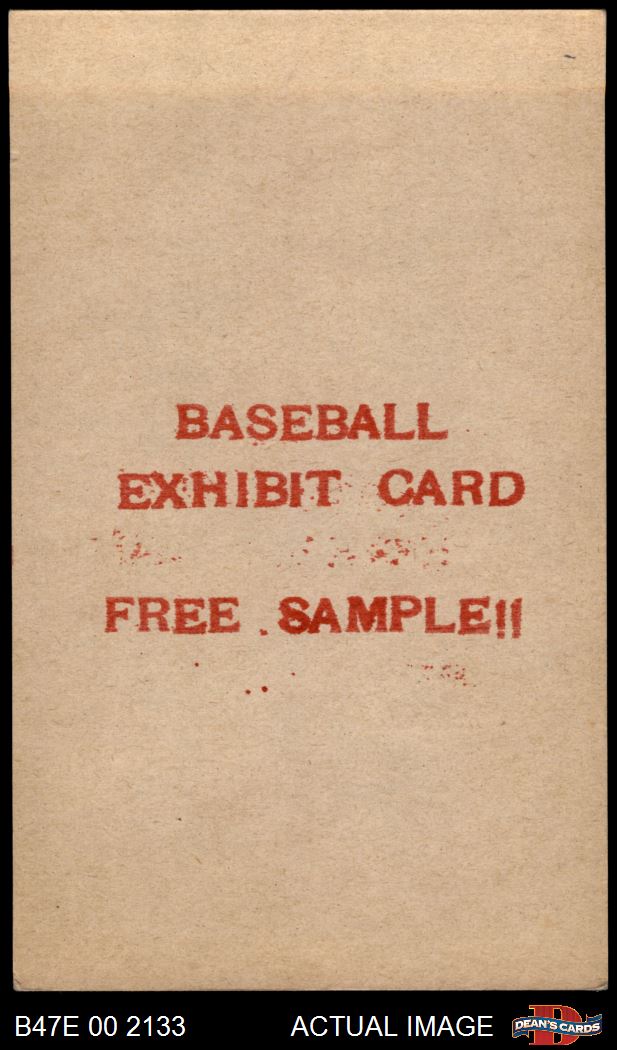 BASEBALL
EXHIBIT CARD
FREE SAMPLE!!
B47E 00 2133 ACTUAL IMAGE DEAN'S CARDS